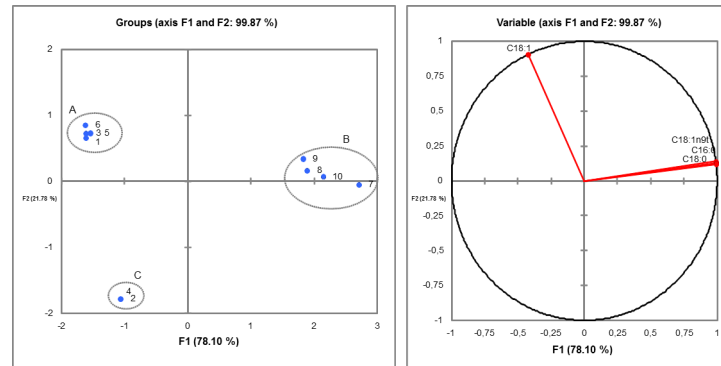 Groups (axis F1 and F2: 99.87 %)
2
1
0
-1
-2
F2 (21.78 %)
A
6
3 5
1
B
9
8
10
7
C
4
2
-2
-1
0
1
2
3
F1 (78.10 %)
Variable (axis F1 and F2: 99.87 %)
1
0,75
0,5
0,25
0
-0,25
-0,5
-0,75
-1
F2 (21.78 %)
C18:1
C18:1n9t
C16:0
C18:0
-1
-0,75
-0,5
-0,25
0
0,25
0,5
0,75
1
F1 (78.10 %)